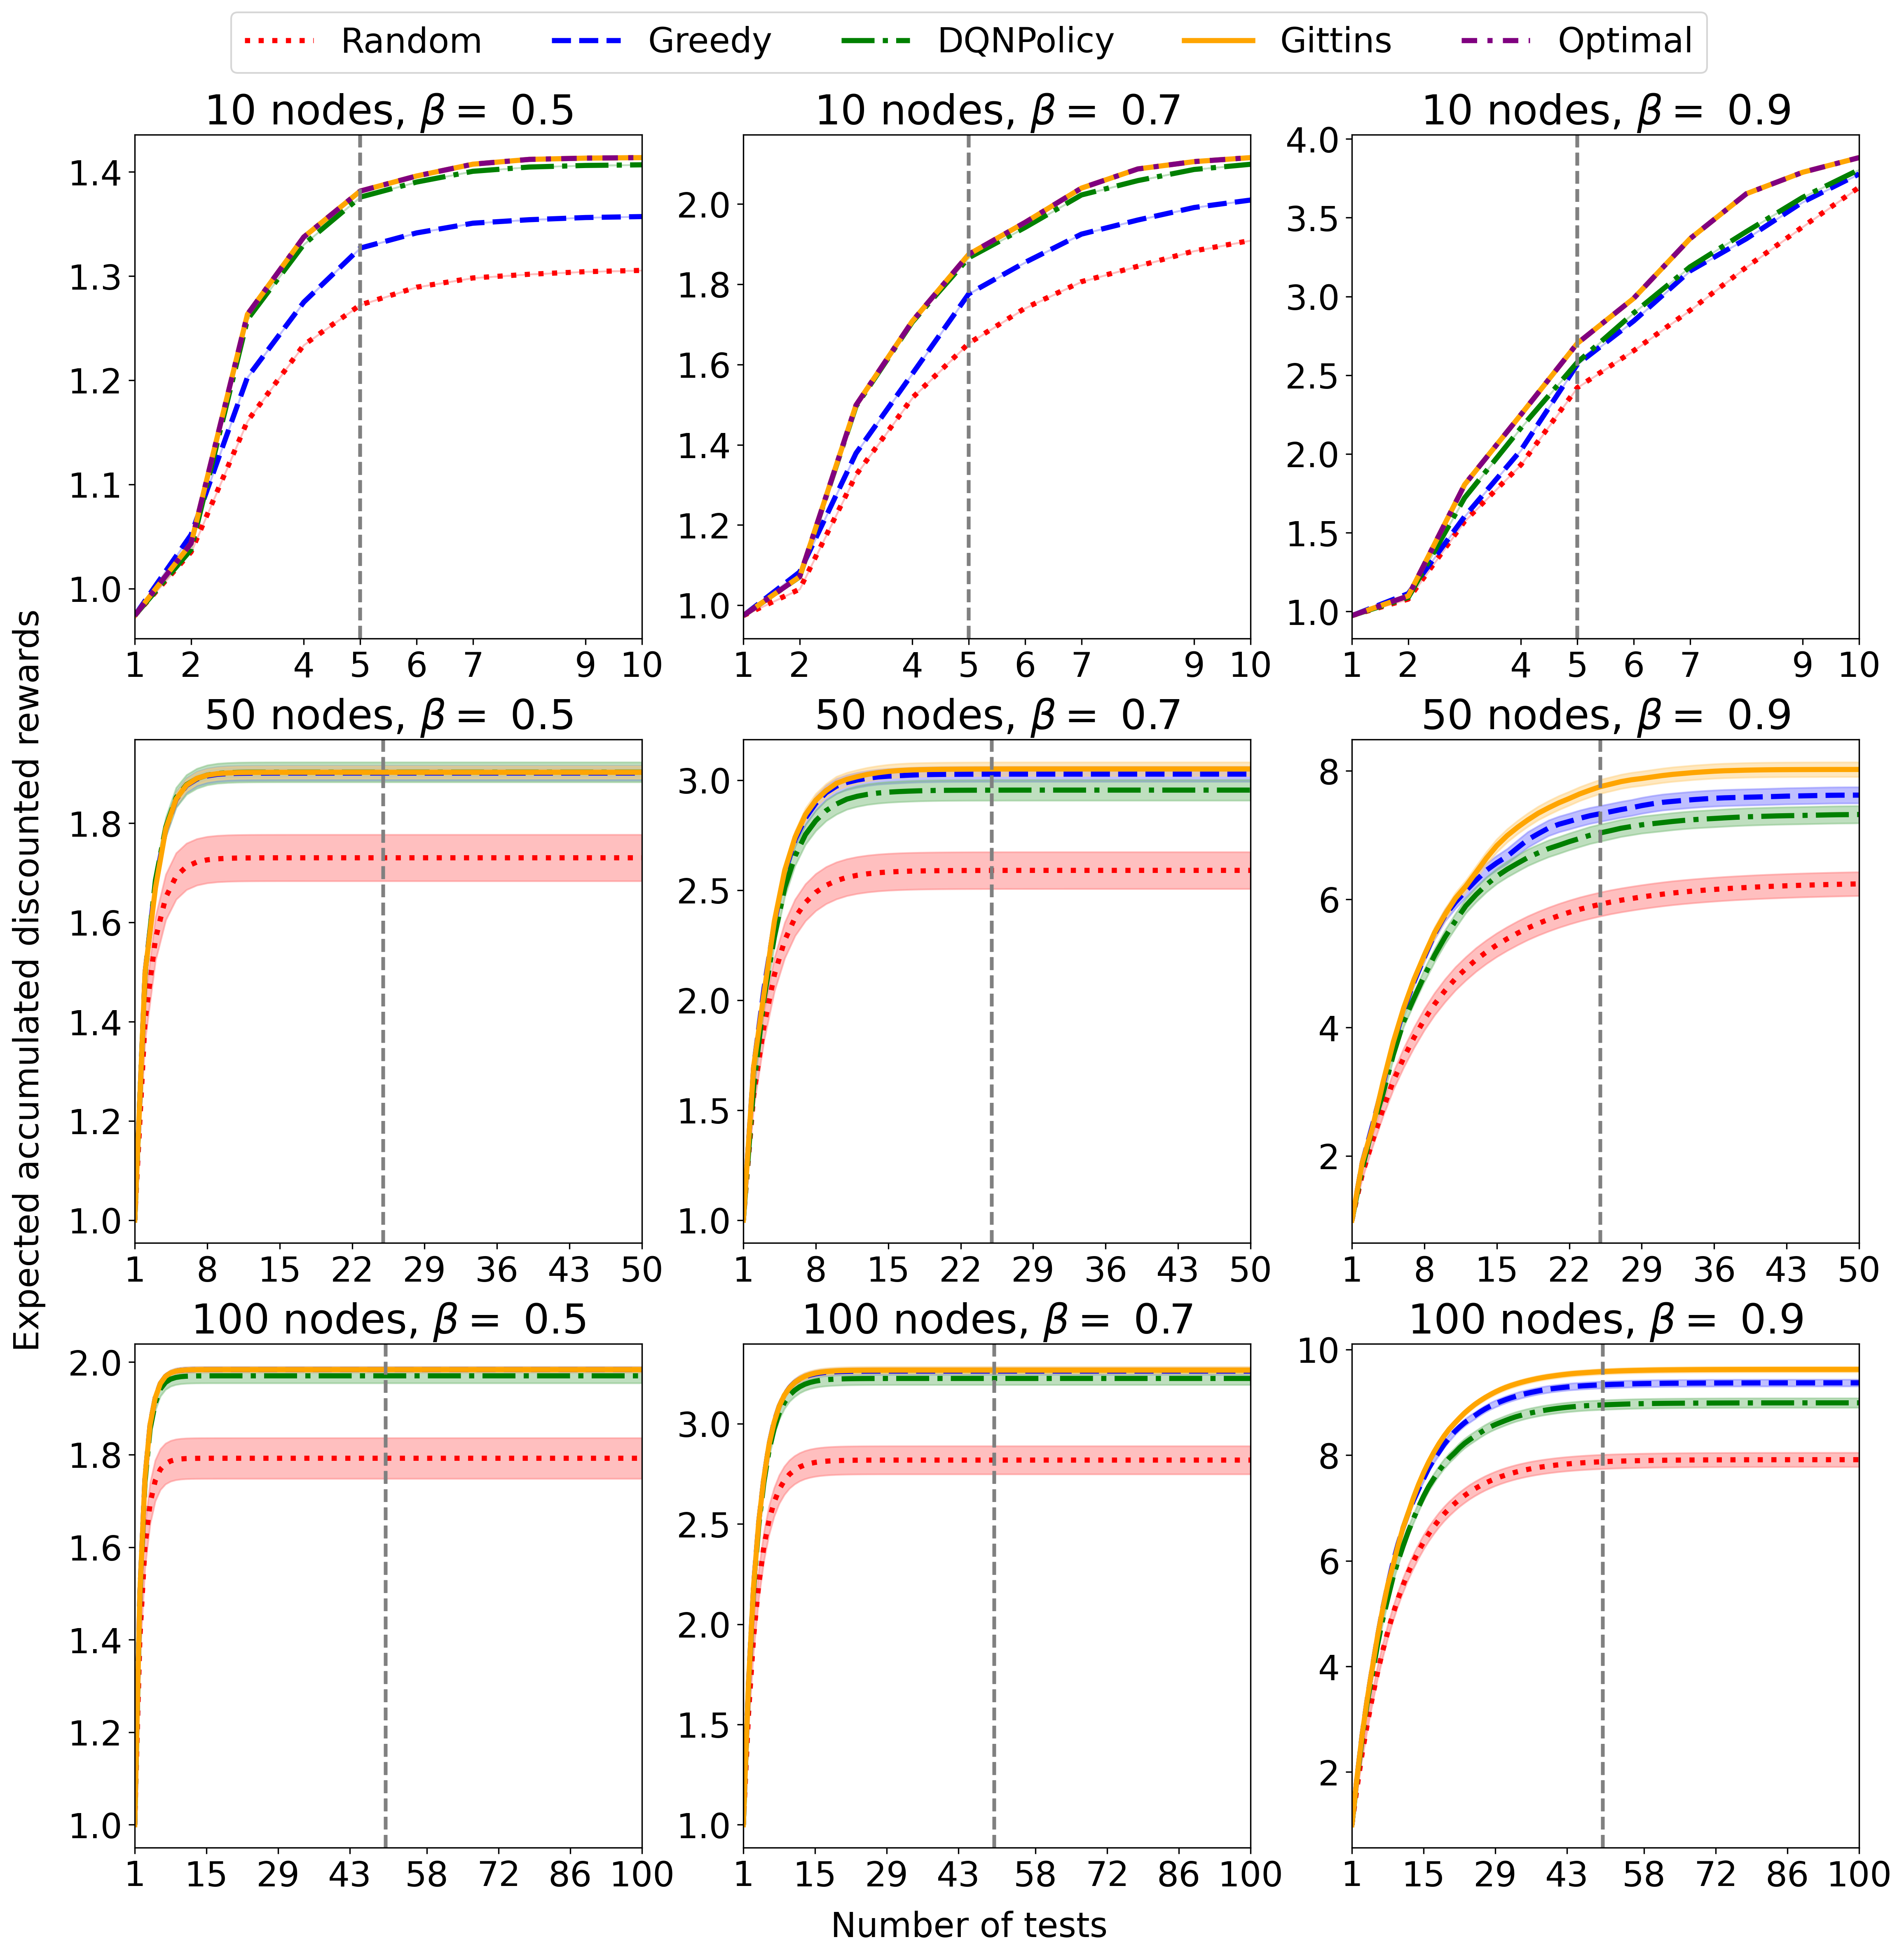 Random Greedy DQNPolicy Gittins Optimal
10 nodes, β = 0.5
1.4
1.3
1.2
1.1
1.0
1 2 4 5 6 7 9 10
10 nodes, β = 0.7
2.0
1.8
1.6
1.4
1.2
1.0
1 2 4 5 6 7 9 10
10 nodes, β = 0.9
4.0
3.5
3.0
2.5
2.0
1.5
1.0
1 2 4 5 6 7 9 10
Expected accumulated discounted rewards
50 nodes, β = 0.5
1.8
1.6
1.4
1.2
1.0
1 8 15 22 29 36 43 50
50 nodes, β = 0.7
3.0
2.5
2.0
1.5
1.0
1 8 15 22 29 36 43 50
50 nodes, β = 0.9
8
6
4
2
1 8 15 22 29 36 43 50
100 nodes, β = 0.5
2.0
1.8
1.6
1.4
1.2
1.0
1 15 29 43 58 72 86 100
100 nodes, β = 0.7
3.0
2.5
2.0
1.5
1.0
1 15 29 43 58 72 86 100
100 nodes, β = 0.9
10
8
6
4
2
1 15 29 43 58 72 86 100
Number of tests